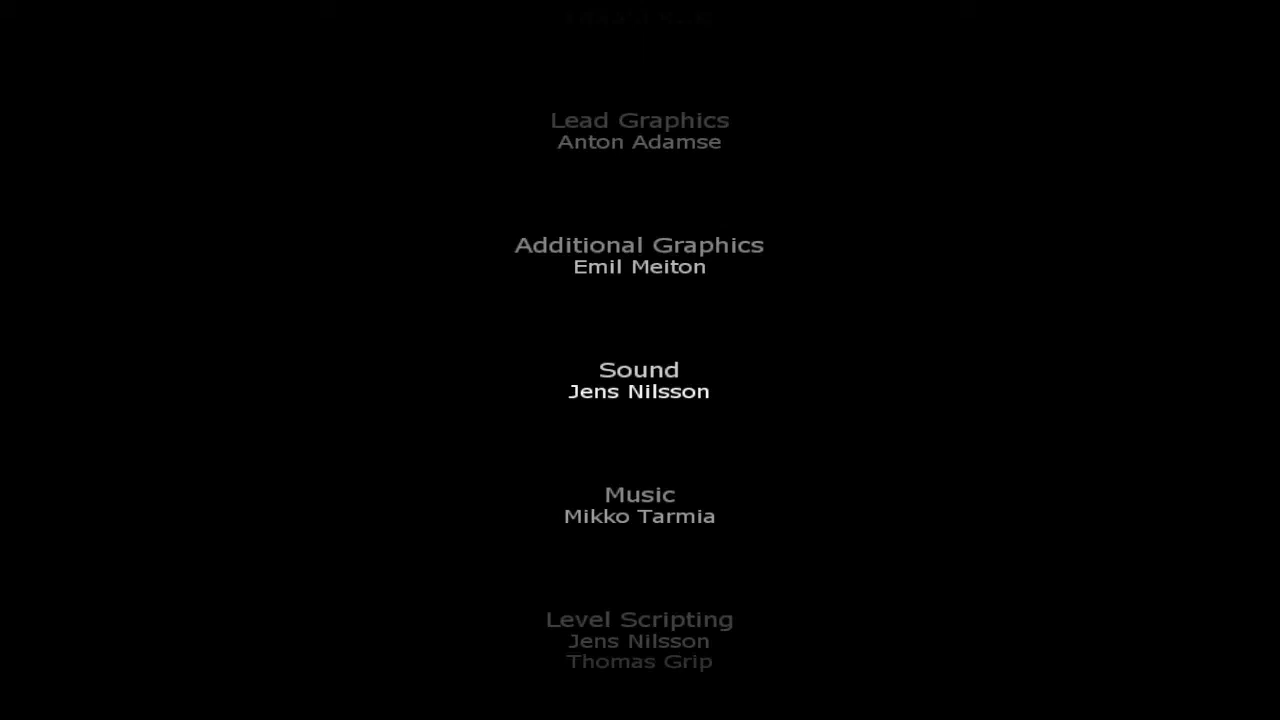 Lead Graphics
Anton Adamse
Additional Graphics
Emil Meiton
Sound
Jens Nilsson
Music
Mikko Tarmia
Level Scripting
Jens Nilsson
Thomas Grip